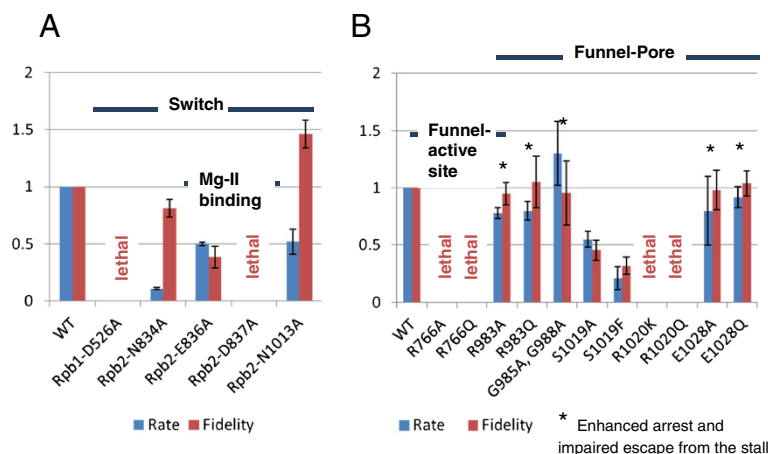 A
2
1.5
1
0.5
0
Switch
Mg-II
binding
lethal
lethal
WT
Rpb1-D526A
Rpb2-N834A
Rpb2-E836A
Rpb2-D837A
Rpb2-N1013A
Rate
Fidelity
B
Funnel-Pore
2
1.5
1
0.5
0
Funnel-
active
site
*
*
*
*
*
lethal
lethal
lethal
lethal
WT
R766A
R766Q
R983A
R983Q
G985A, G988A
S1019A
S1019F
R1020K
R1020Q
E1028A
E1028Q
Rate
Fidelity
* Enhanced arrest and
impaired escape from the stall